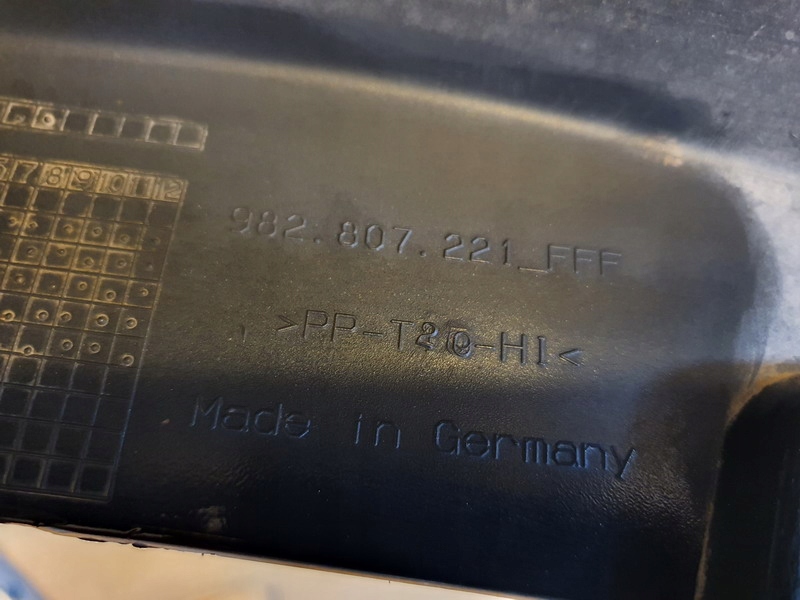 7 8 9 10 11 12
982.807.221_FFF
>PP-T20-HI<
Made in Germany